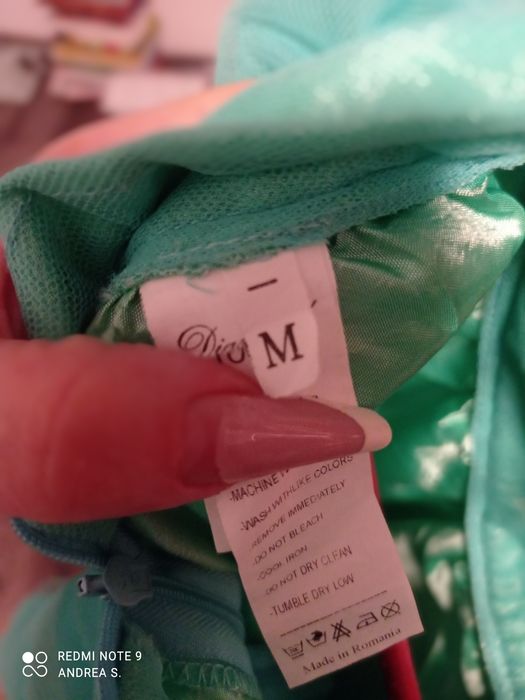 M
-WASH WITH LIKE COLORS
-REMOVE IMMEDIATELY
-DO NOT BLEACH
-COOL IRON
-DO NOT DRY CLEAN
-TUMBLE DRY LOW
Made in Romania
REDMI NOTE 9
ANDREA S.